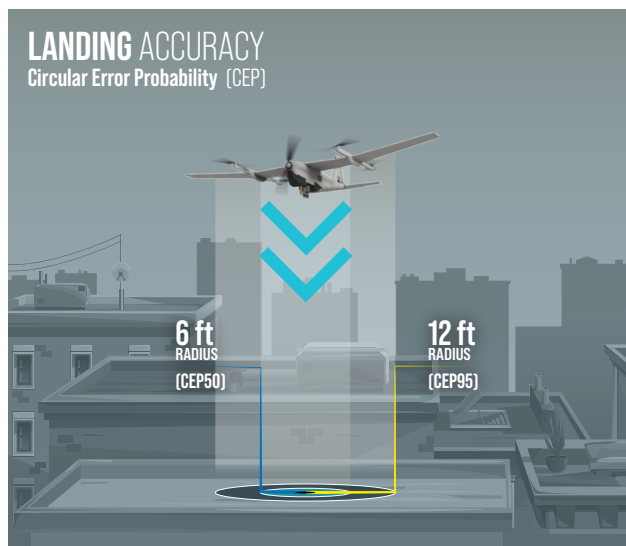 LANDING ACCURACY
Circular Error Probability (CEP)
6 ft
RADIUS
(CEP50)
12 ft
RADIUS
(CEP95)